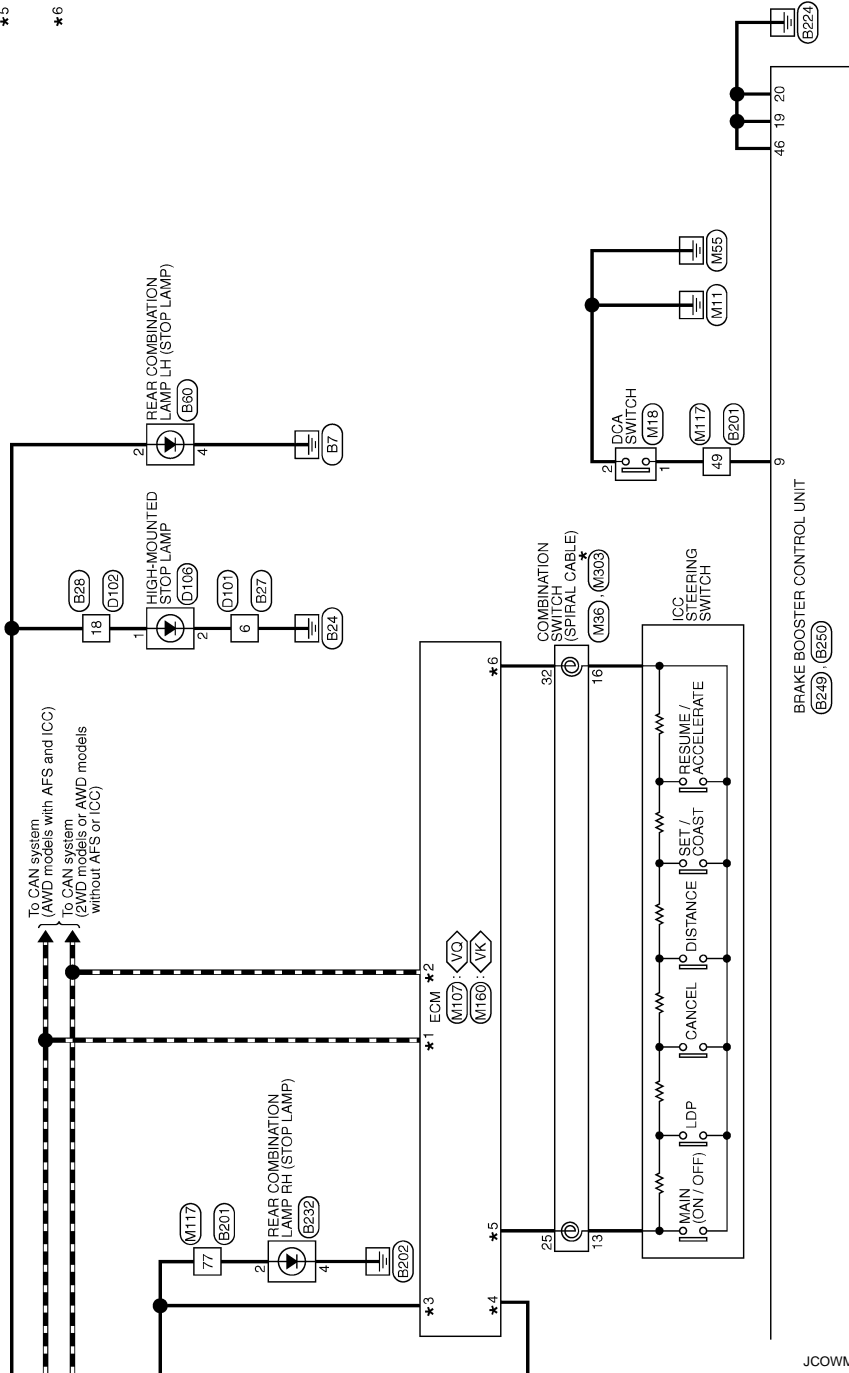 ★5
★6
B224
20
19
46
M55
M11
REAR COMBINATION
LAMP LH (STOP LAMP)
B60
2
4
B7
DCA
SWITCH
M18
2
1
M117
B201
49
9
HIGH-MOUNTED
STOP LAMP
D106
B28
D102
18
1
2
D101
B27
6
B24
COMBINATION
SWITCH
(SPIRAL CABLE)
★
M36 , M303
32
16
★6
ICC
STEERING
SWITCH
BRAKE BOOSTER CONTROL UNIT
B249 , B250
To CAN system
(AWD models with AFS and ICC)
To CAN system
(2WD models or AWD models
without AFS or ICC)
★2
★1
ECM
M107 : VQ
M160 : VK
RESUME /
ACCELERATE
SET /
COAST
DISTANCE
CANCEL
LDP
MAIN
(ON / OFF)
REAR COMBINATION
LAMP RH (STOP LAMP)
B232
M117
B201
77
2
4
B202
★3
★5
★4
25
13
JCOWM